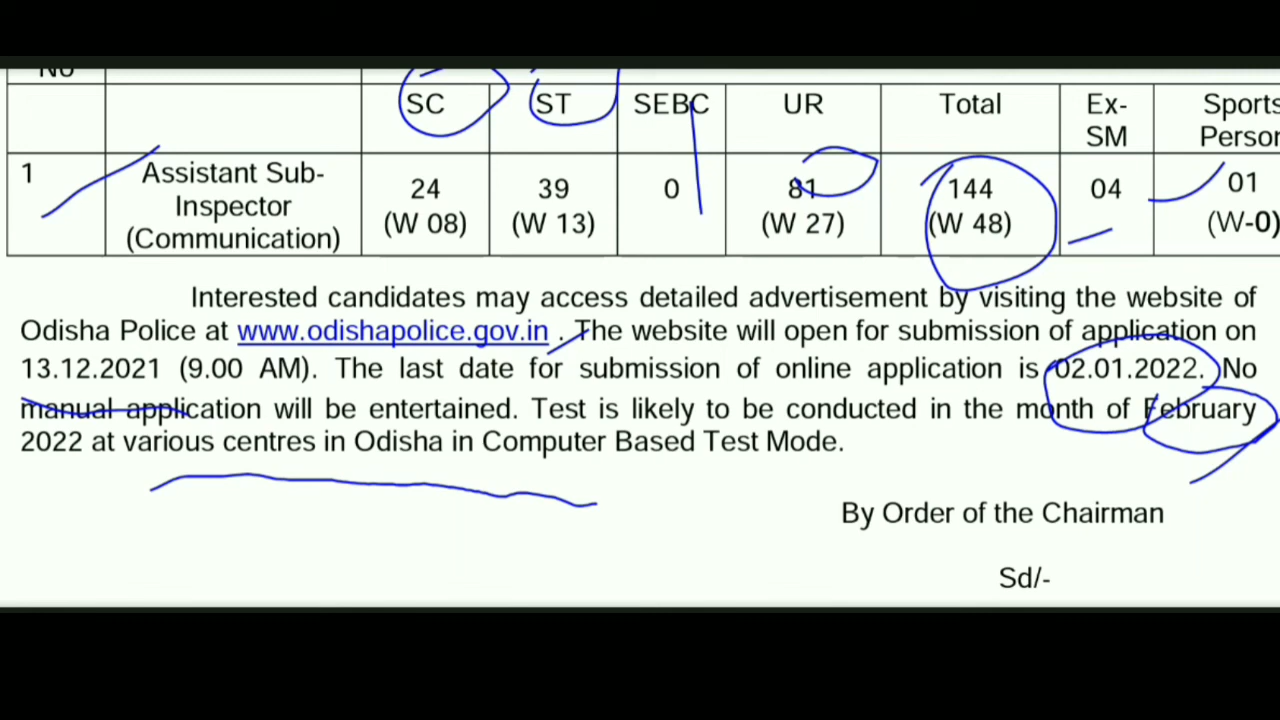 No
SC ST SEBC UR Total Ex-SM Sports Person
1 Assistant Sub-Inspector (Communication) 24 (W 08) 39 (W 13) 0 81 (W 27) 144 (W 48) 04 01 (W-0)
Interested candidates may access detailed advertisement by visiting the website of
Odisha Police at www.odishapolice.gov.in . The website will open for submission of application on
13.12.2021 (9.00 AM). The last date for submission of online application is 02.01.2022. No
manual application will be entertained. Test is likely to be conducted in the month of February
2022 at various centres in Odisha in Computer Based Test Mode.
By Order of the Chairman
Sd/-